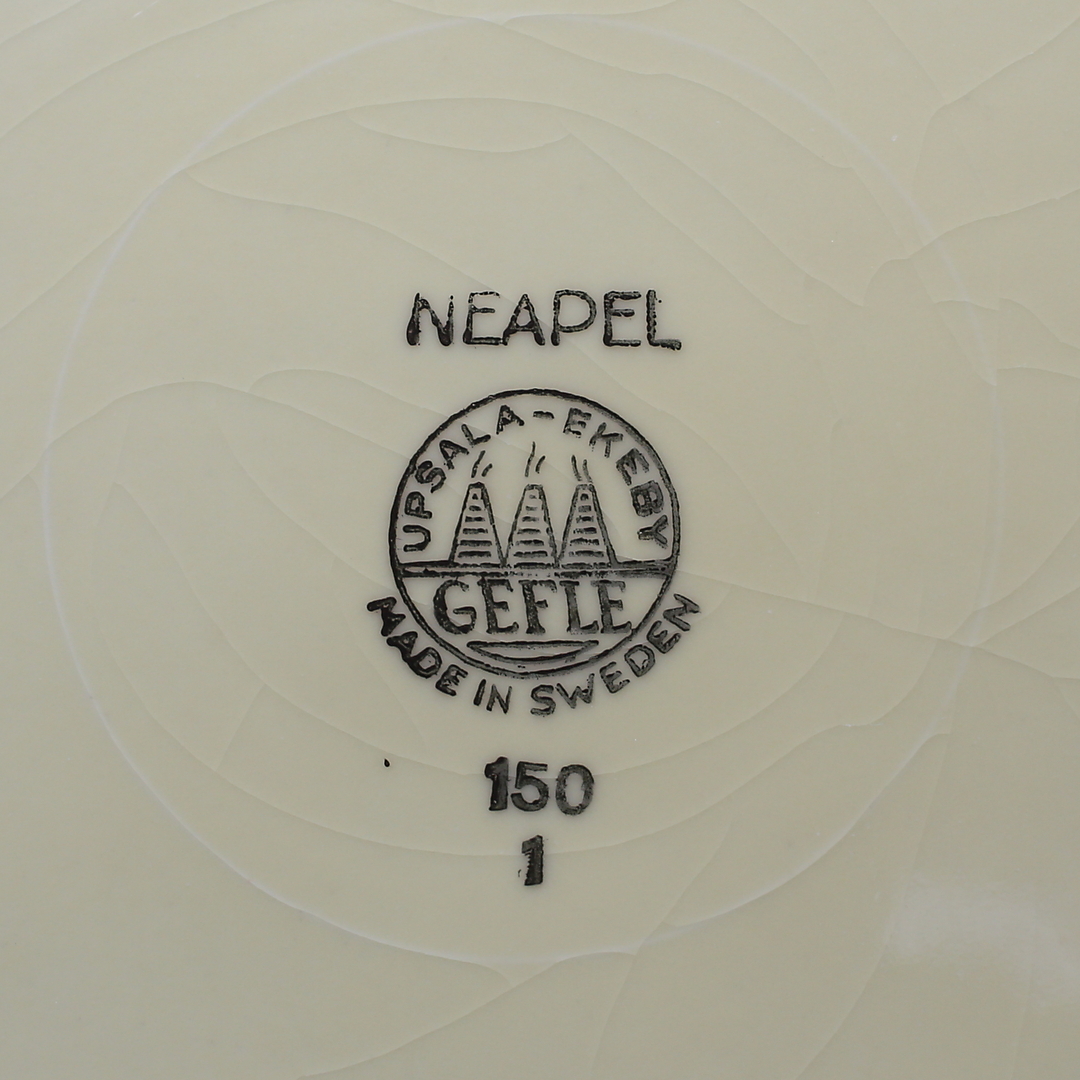 NEAPEL
UPSALA-EKEBY
GEFLE
MADE IN SWEDEN
150
1